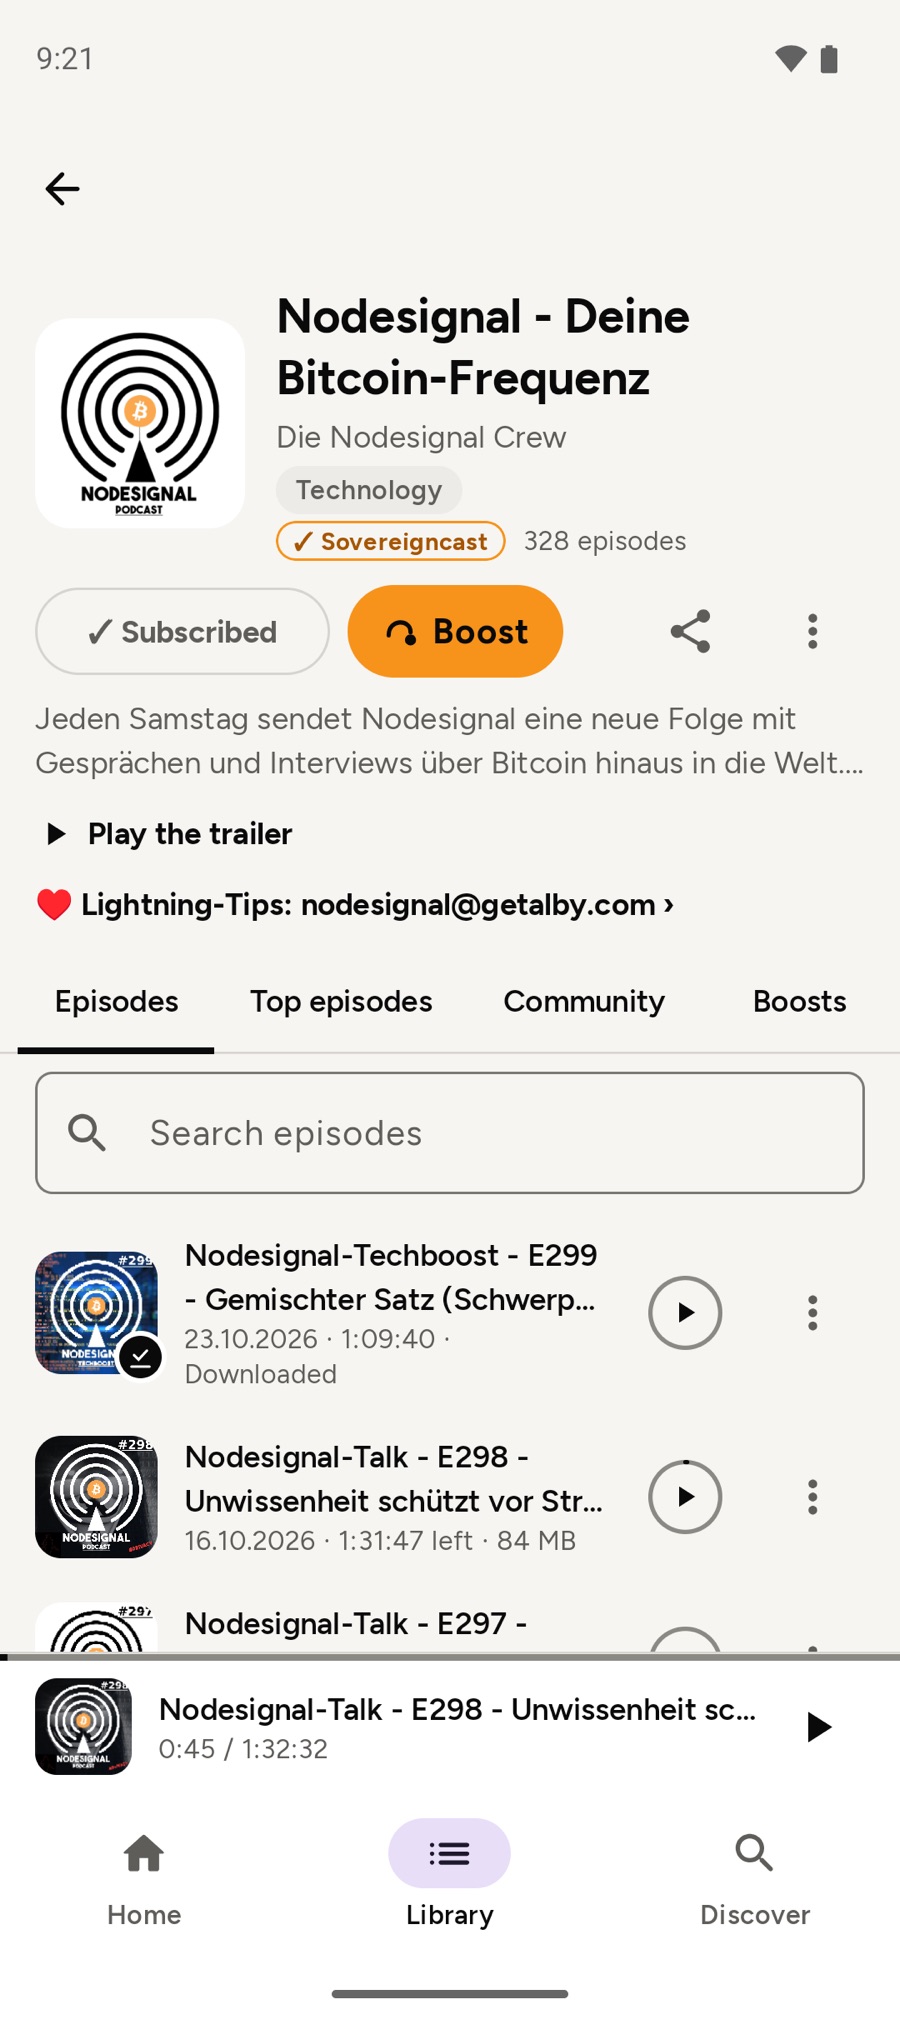 9:21
Nodesignal - Deine
Bitcoin-Frequenz
Die Nodesignal Crew
Technology
✓ Sovereigncast
328 episodes
NODESIGNAL
PODCAST
✓ Subscribed
Boost
Jeden Samstag sendet Nodesignal eine neue Folge mit
Gesprächen und Interviews über Bitcoin hinaus in die Welt....
Play the trailer
❤️ Lightning-Tips: nodesignal@getalby.com ›
Episodes
Top episodes
Community
Boosts
Search episodes
#299
Nodesignal-Techboost - E299
- Gemischter Satz (Schwerp...
23.10.2026 · 1:09:40 ·
Downloaded
#298
NODESIGNAL
PODCAST
Nodesignal-Talk - E298 -
Unwissenheit schützt vor Str...
16.10.2026 · 1:31:47 left · 84 MB
#297
Nodesignal-Talk - E297 -
NODESIGNAL
PODCAST
Nodesignal-Talk - E298 - Unwissenheit sc...
0:45 / 1:32:32
Home
Library
Discover